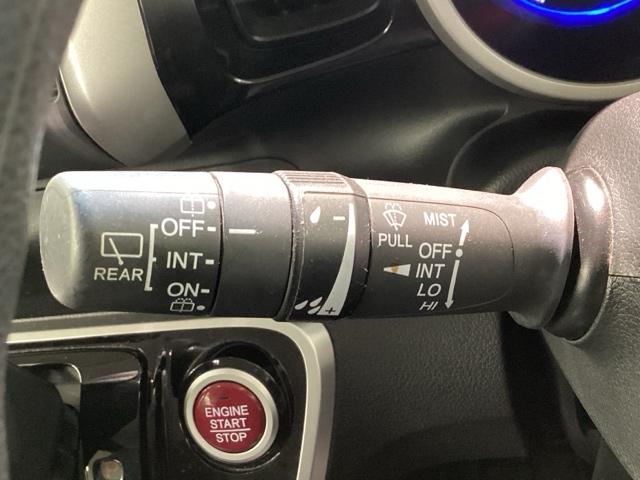 OFF
INT
ON
REAR
− 
+
PULL
MIST
OFF
INT
LO
HI
ENGINE
START
STOP